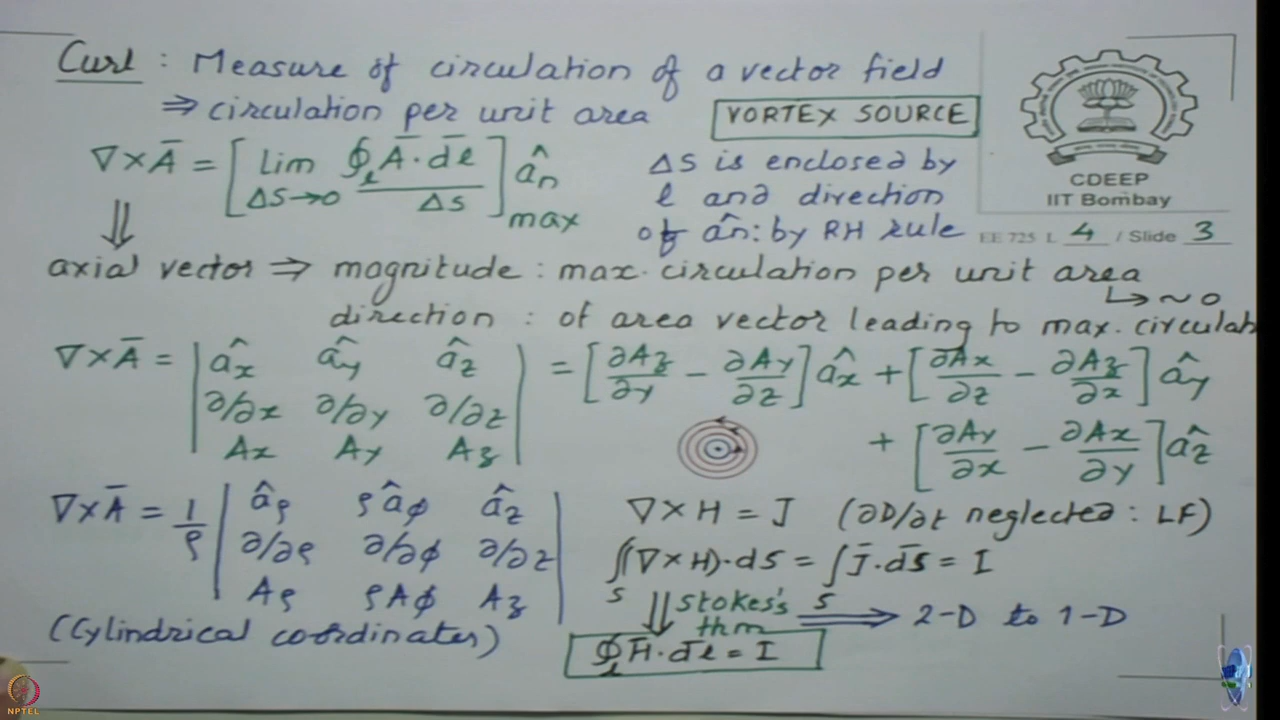 Curl : Measure of circulation of a vector field
⇒ circulation per unit area
VORTEX SOURCE
∇×A̅ = [ lim ΔS→0 ∮l A̅·d̅l̅ / ΔS ] max âₙ
ΔS is enclosed by
l and direction
of âₙ: by RH rule
CDEEP
IIT Bombay
EE 725 L 4 / Slide 3
axial vector ⇒ magnitude : max. circulation per unit area
↳ ~ 0
direction : of area vector leading to max. circulat
∇×A̅ = | âx ây âz | = [∂Az/∂y − ∂Ay/∂z] âx + [∂Ax/∂z − ∂Az/∂x] ây
| ∂/∂x ∂/∂y ∂/∂z |
| Ax Ay Az | + [∂Ay/∂x − ∂Ax/∂y] âz
∇×A̅ = 1/ρ | âρ ρâφ âz |
| ∂/∂ρ ∂/∂φ ∂/∂z |
| Aρ ρAφ Az |
(Cylindrical coordinates)
∇×H = J (∂D/∂t neglected : LF)
∬S (∇×H)·dS = ∫S J̅·d̅S̅ = I
⇓ Stoke's thm ⇒ 2-D to 1-D
∮l H̅·d̅l̅ = I
NPTEL